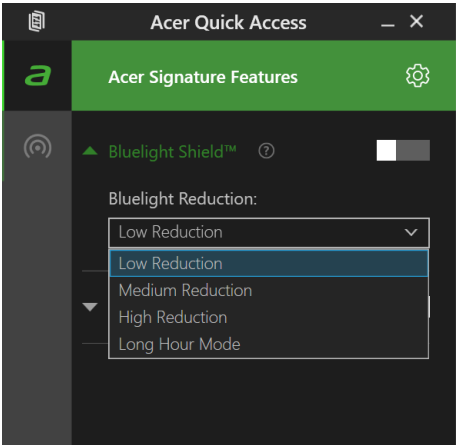 Acer Quick Access
a
Acer Signature Features
Bluelight Shield™ ?
Bluelight Reduction:
Low Reduction
Low Reduction
Medium Reduction
High Reduction
Long Hour Mode